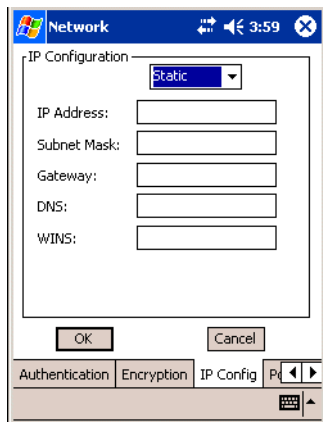 Network 3:59
IP Configuration
Static
IP Address:
Subnet Mask:
Gateway:
DNS:
WINS:
OK Cancel
Authentication Encryption IP Config